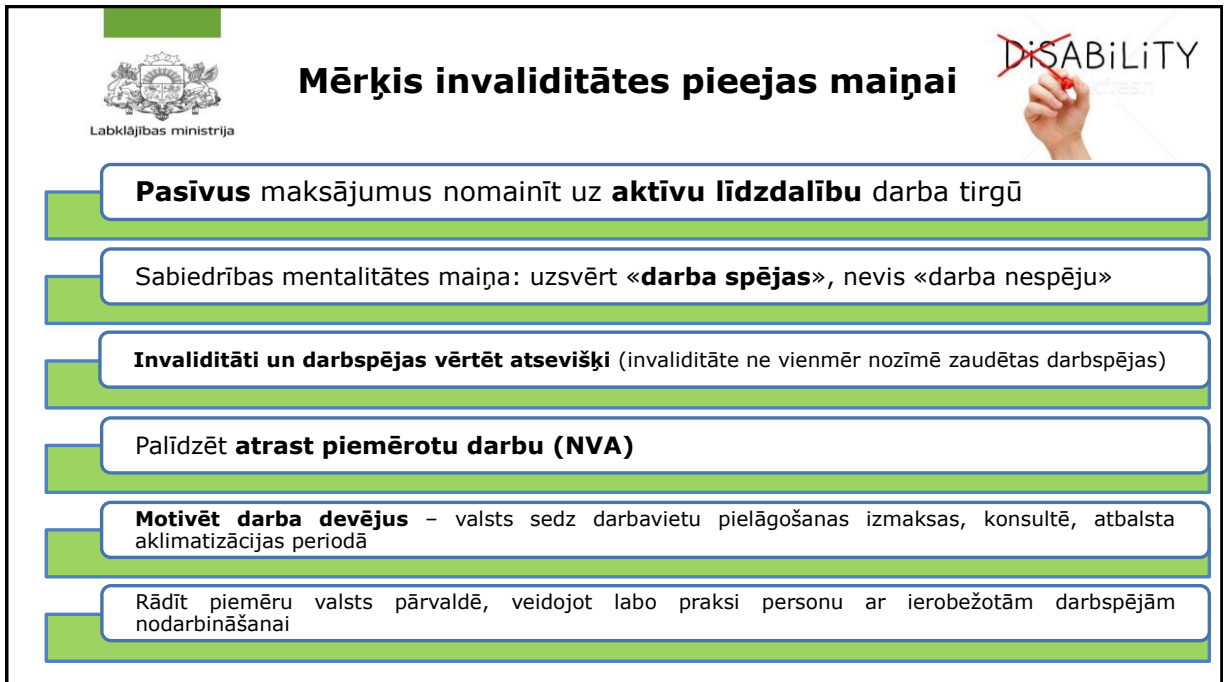 Labklājības ministrija
Mērķis invaliditātes pieejas maiņai
DiSABiLiTY
Pasīvus maksājumus nomainīt uz aktīvu līdzdalību darba tirgū
Sabiedrības mentalitātes maiņa: uzsvērt «darba spējas», nevis «darba nespēju»
Invaliditāti un darbspējas vērtēt atsevišķi (invaliditāte ne vienmēr nozīmē zaudētas darbspējas)
Palīdzēt atrast piemērotu darbu (NVA)
Motivēt darba devējus – valsts sedz darbavietu pielāgošanas izmaksas, konsultē, atbalsta
aklimatizācijas periodā
Rādīt piemēru valsts pārvaldē, veidojot labo praksi personu ar ierobežotām darbspējām
nodarbināšanai